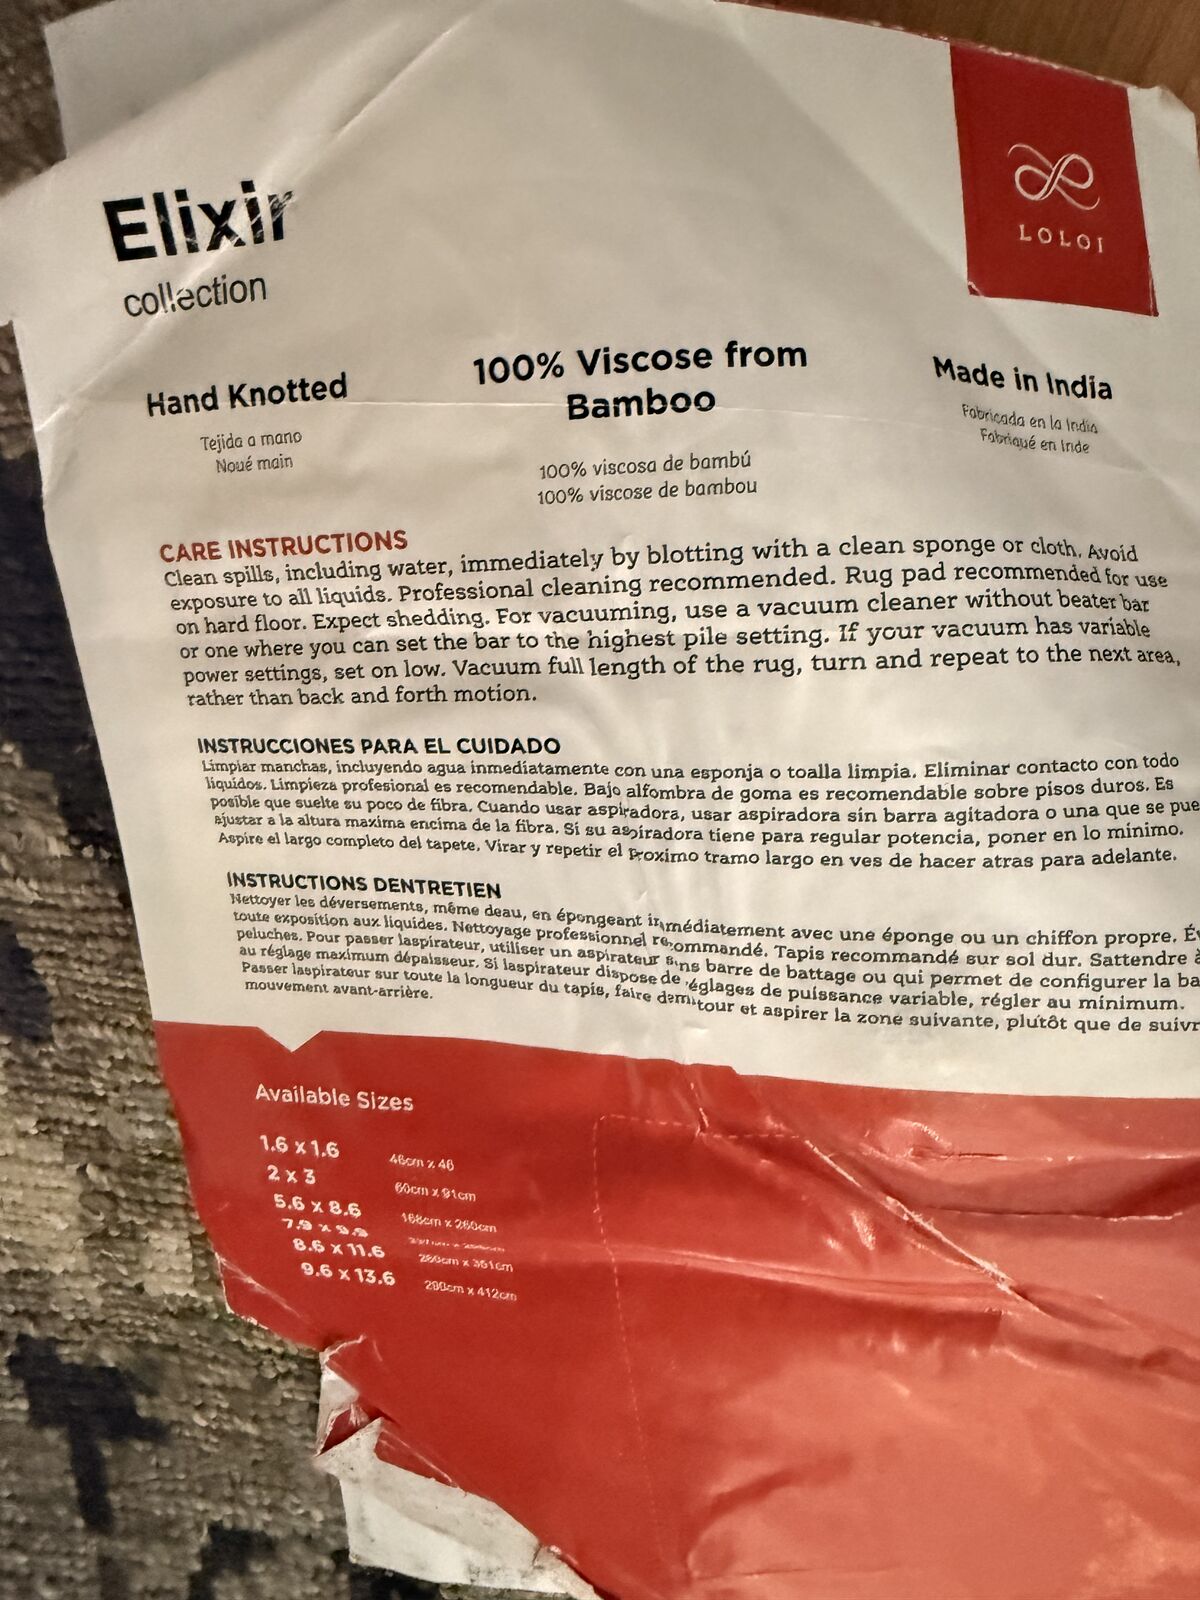 LOLOI
Elixir
collection
Hand Knotted
Tejida a mano
Noué main
100% Viscose from
Bamboo
100% viscosa de bambú
100% viscose de bambou
Made in India
Fabricada en la India
Fabriqué en Inde
CARE INSTRUCTIONS
Clean spills, including water, immediately by blotting with a clean sponge or cloth. Avoid
exposure to all liquids. Professional cleaning recommended. Rug pad recommended for use
on hard floor. Expect shedding. For vacuuming, use a vacuum cleaner without beater bar
or one where you can set the bar to the highest pile setting. If your vacuum has variable
power settings, set on low. Vacuum full length of the rug, turn and repeat to the next area,
rather than back and forth motion.
INSTRUCCIONES PARA EL CUIDADO
Limpiar manchas, incluyendo agua inmediatamente con una esponja o toalla limpia. Eliminar contacto con todo
liquidos. Limpieza profesional es recomendable. Bajo alfombra de goma es recomendable sobre pisos duros. Es
posible que suelte su poco de fibra. Cuando usar aspiradora, usar aspiradora sin barra agitadora o una que se pue
ajustar a la altura maxima encima de la fibra. Si su aspiradora tiene para regular potencia, poner en lo minimo.
Aspire el largo completo del tapete, Virar y repetir el proximo tramo largo en ves de hacer atras para adelante.
INSTRUCTIONS DENTRETIEN
Nettoyer les déversements, même deau, en épongeant immédiatement avec une éponge ou un chiffon propre. Év
toute exposition aux liquides. Nettoyage professionnel recommandé. Tapis recommandé sur sol dur. Sattendre à
peluches. Pour passer laspirateur, utiliser un aspirateur sans barre de battage ou qui permet de configurer la ba
au réglage maximum dépaisseur. Si laspirateur dispose de réglages de puissance variable, régler au minimum.
Passer laspirateur sur toute la longueur du tapis, faire demi tour et aspirer la zone suivante, plutôt que de suivr
mouvement avant-arrière.
Available Sizes
1.6 x 1.6 46cm x 46
2 x 3 60cm x 91cm
5.6 x 8.6 168cm x 260cm
7.9 x 9.9
8.6 x 11.6 260cm x 351cm
9.6 x 13.6 290cm x 412cm